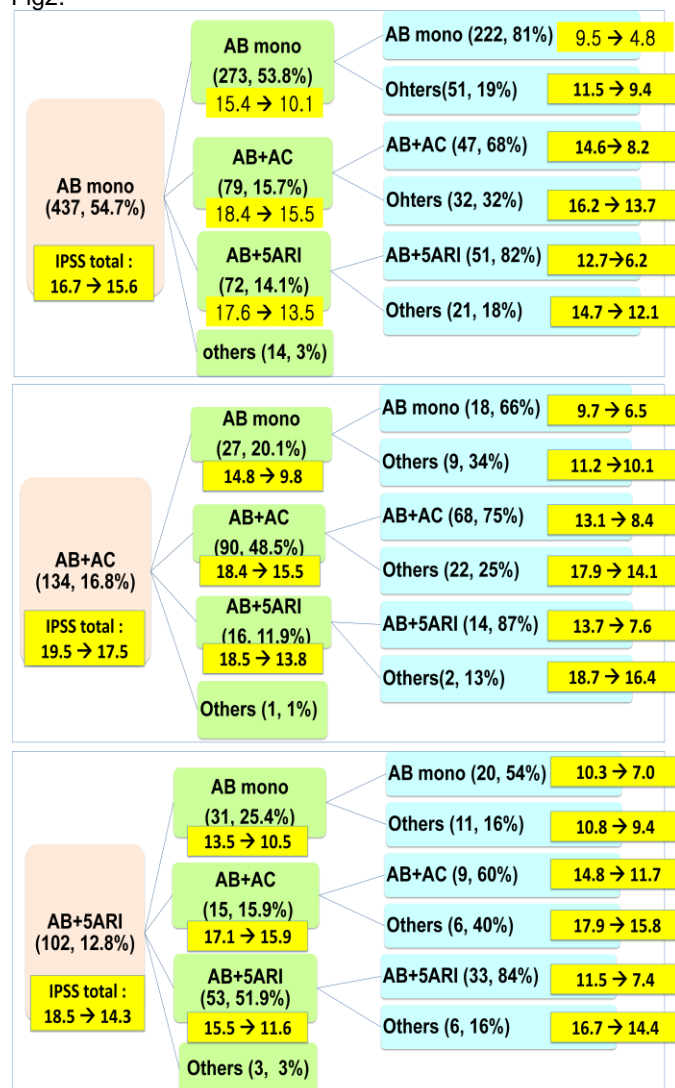 Fig2.
AB mono
(437, 54.7%)
IPSS total :
16.7 → 15.6
AB mono
(273, 53.8%)
15.4 → 10.1
AB mono (222, 81%)
9.5 → 4.8
Ohters(51, 19%)
11.5 → 9.4
AB+AC
(79, 15.7%)
18.4 → 15.5
AB+AC (47, 68%)
14.6→ 8.2
Ohters (32, 32%)
16.2 → 13.7
AB+5ARI
(72, 14.1%)
17.6 → 13.5
AB+5ARI (51, 82%)
12.7→6.2
Others (21, 18%)
14.7 → 12.1
others (14, 3%)
AB+AC
(134, 16.8%)
IPSS total :
19.5 → 17.5
AB mono
(27, 20.1%)
14.8 → 9.8
AB mono (18, 66%)
9.7 → 6.5
Others (9, 34%)
11.2 →10.1
AB+AC
(90, 48.5%)
18.4 → 15.5
AB+AC (68, 75%)
13.1 → 8.4
Others (22, 25%)
17.9 → 14.1
AB+5ARI
(16, 11.9%)
18.5 → 13.8
AB+5ARI (14, 87%)
13.7 → 7.6
Others(2, 13%)
18.7 → 16.4
Others (1, 1%)
AB+5ARI
(102, 12.8%)
IPSS total :
18.5 → 14.3
AB mono
(31, 25.4%)
13.5 → 10.5
AB mono (20, 54%)
10.3 → 7.0
Others (11, 16%)
10.8 → 9.4
AB+AC
(15, 15.9%)
17.1 → 15.9
AB+AC (9, 60%)
14.8 → 11.7
Others (6, 40%)
17.9 → 15.8
AB+5ARI
(53, 51.9%)
15.5 → 11.6
AB+5ARI (33, 84%)
11.5 → 7.4
Others (6, 16%)
16.7 → 14.4
Others (3, 3%)